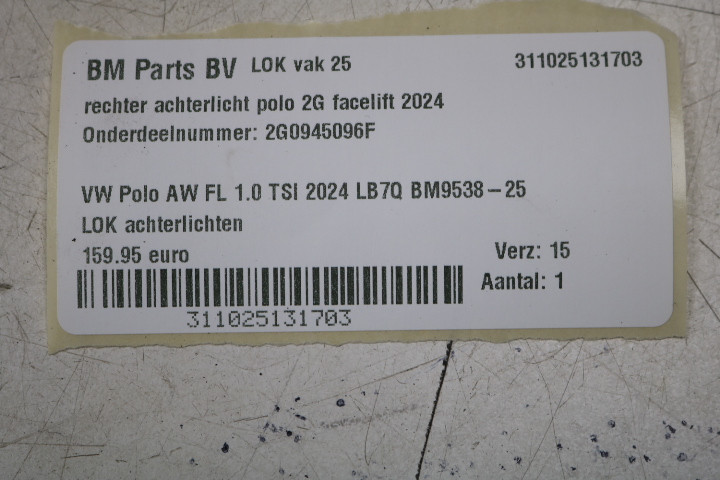 BM Parts BV LOK vak 25 311025131703
rechter achterlicht polo 2G facelift 2024
Onderdeelnummer: 2G0945096F
VW Polo AW FL 1.0 TSI 2024 LB7Q BM9538-25
LOK achterlichten
159.95 euro Verz: 15
Aantal: 1
311025131703